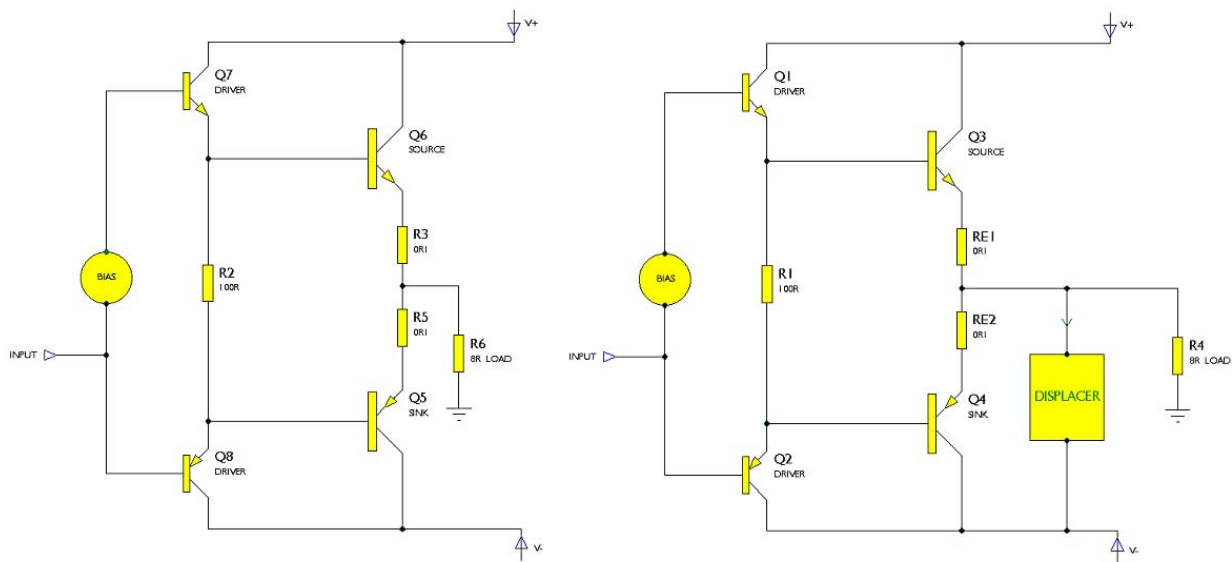 V+
Q7
DRIVER
Q6
SOURCE
R3
0R1
BIAS
R2
100R
R5
0R1
R6
8R LOAD
INPUT
Q5
SINK
Q8
DRIVER
V-
V+
Q1
DRIVER
Q3
SOURCE
RE1
0R1
BIAS
R1
100R
RE2
0R1
R4
8R LOAD
INPUT
DISPLACER
Q4
SINK
Q2
DRIVER
V-